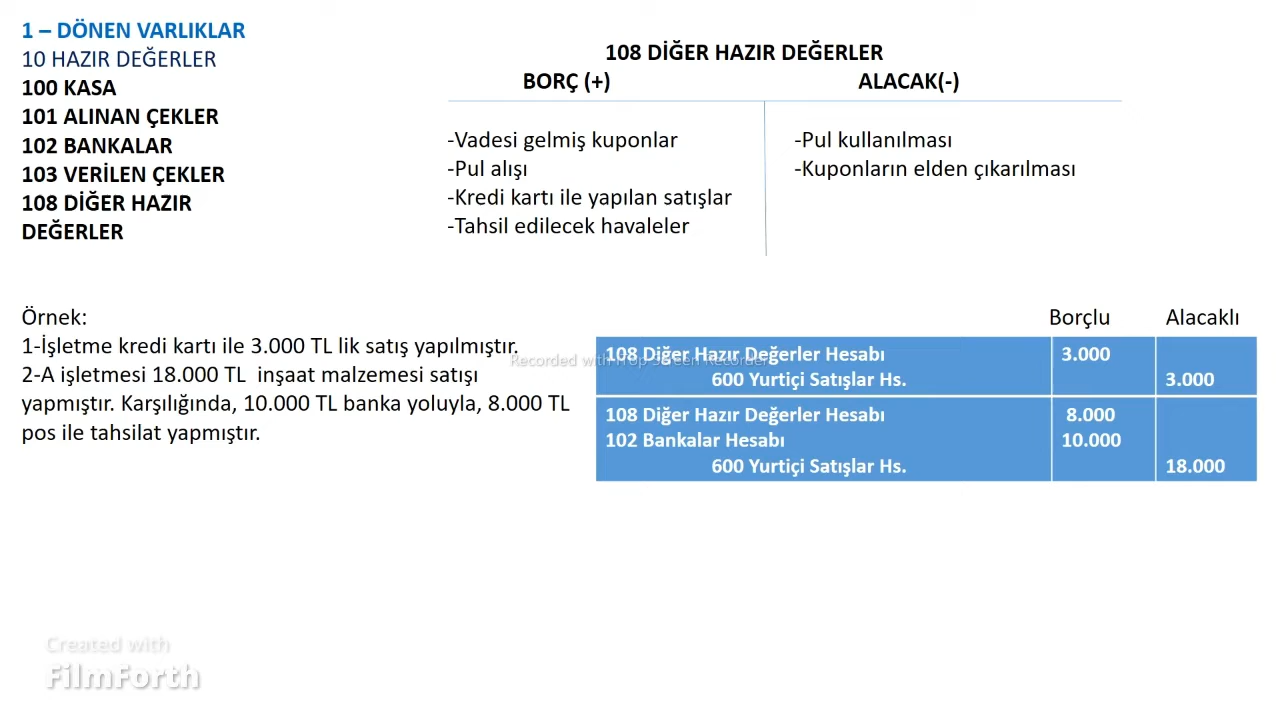 1 – DÖNEN VARLIKLAR
10 HAZIR DEĞERLER
100 KASA
101 ALINAN ÇEKLER
102 BANKALAR
103 VERİLEN ÇEKLER
108 DİĞER HAZIR
DEĞERLER
108 DİĞER HAZIR DEĞERLER
BORÇ (+) ALACAK(-)
-Vadesi gelmiş kuponlar
-Pul alışı
-Kredi kartı ile yapılan satışlar
-Tahsil edilecek havaleler
-Pul kullanılması
-Kuponların elden çıkarılması
Örnek:
1-İşletme kredi kartı ile 3.000 TL lik satış yapılmıştır.
2-A işletmesi 18.000 TL  inşaat malzemesi satışı
yapmıştır. Karşılığında, 10.000 TL banka yoluyla, 8.000 TL
pos ile tahsilat yapmıştır.
Borçlu Alacaklı
108 Diğer Hazır Değerler Hesabı 3.000
600 Yurtiçi Satışlar Hs. 3.000
108 Diğer Hazır Değerler Hesabı 8.000
102 Bankalar Hesabı 10.000
600 Yurtiçi Satışlar Hs. 18.000
Recorded with iTop Screen Recorder
Created with
FilmForth